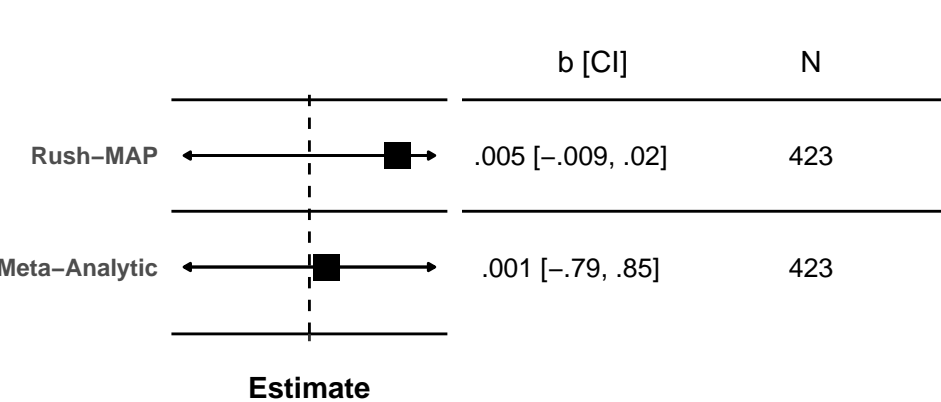 b [CI] N
Rush−MAP .005 [−.009, .02] 423
Meta−Analytic .001 [−.79, .85] 423
Estimate